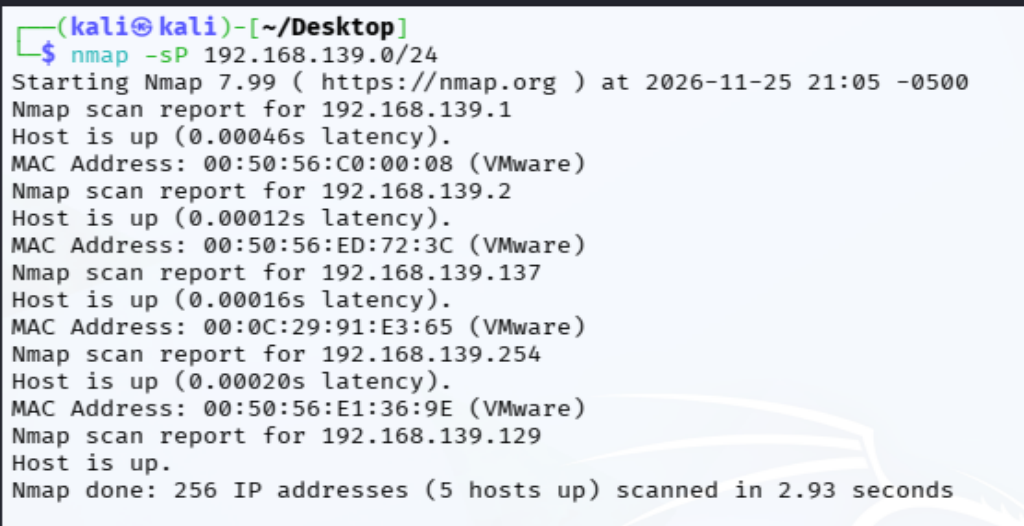 ┌──(kali㉿kali)-[~/Desktop]
└─$ nmap -sP 192.168.139.0/24
Starting Nmap 7.99 ( https://nmap.org ) at 2026-11-25 21:05 -0500
Nmap scan report for 192.168.139.1
Host is up (0.00046s latency).
MAC Address: 00:50:56:C0:00:08 (VMware)
Nmap scan report for 192.168.139.2
Host is up (0.00012s latency).
MAC Address: 00:50:56:ED:72:3C (VMware)
Nmap scan report for 192.168.139.137
Host is up (0.00016s latency).
MAC Address: 00:0C:29:91:E3:65 (VMware)
Nmap scan report for 192.168.139.254
Host is up (0.00020s latency).
MAC Address: 00:50:56:E1:36:9E (VMware)
Nmap scan report for 192.168.139.129
Host is up.
Nmap done: 256 IP addresses (5 hosts up) scanned in 2.93 seconds